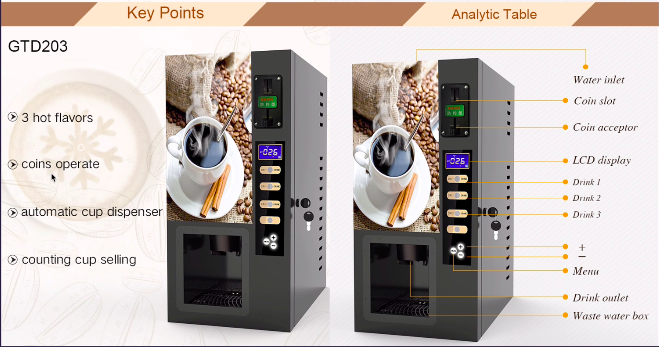 Key Points
Analytic Table
GTD203
3 hot flavors
coins operate
automatic cup dispenser
counting cup selling
Water inlet
Coin slot
Coin acceptor
LCD display
Drink 1
Drink 2
Drink 3
+
−
Menu
Drink outlet
Waste water box